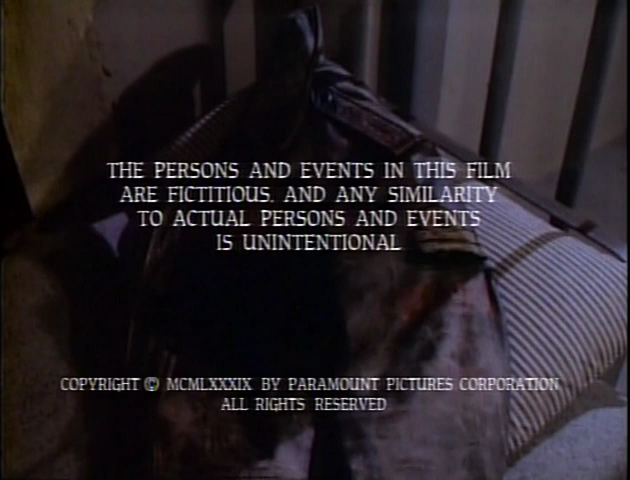 THE PERSONS AND EVENTS IN THIS FILM
ARE FICTITIOUS. AND ANY SIMILARITY
TO ACTUAL PERSONS AND EVENTS
IS UNINTENTIONAL
COPYRIGHT © MCMLXXXIX BY PARAMOUNT PICTURES CORPORATION
ALL RIGHTS RESERVED